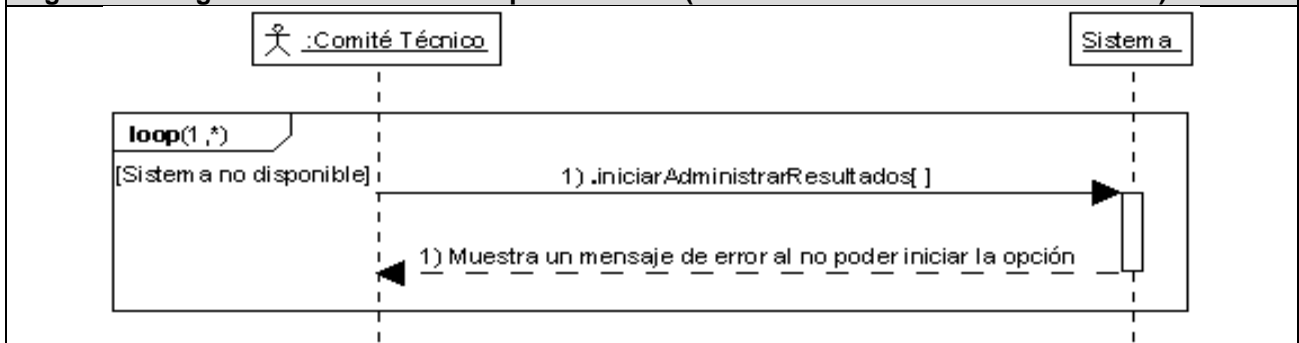 :Comité Técnico
Sistema
loop(1,*)
[Sistema no disponible]
1) .iniciarAdministrarResultados[ ]
1) Muestra un mensaje de error al no poder iniciar la opción